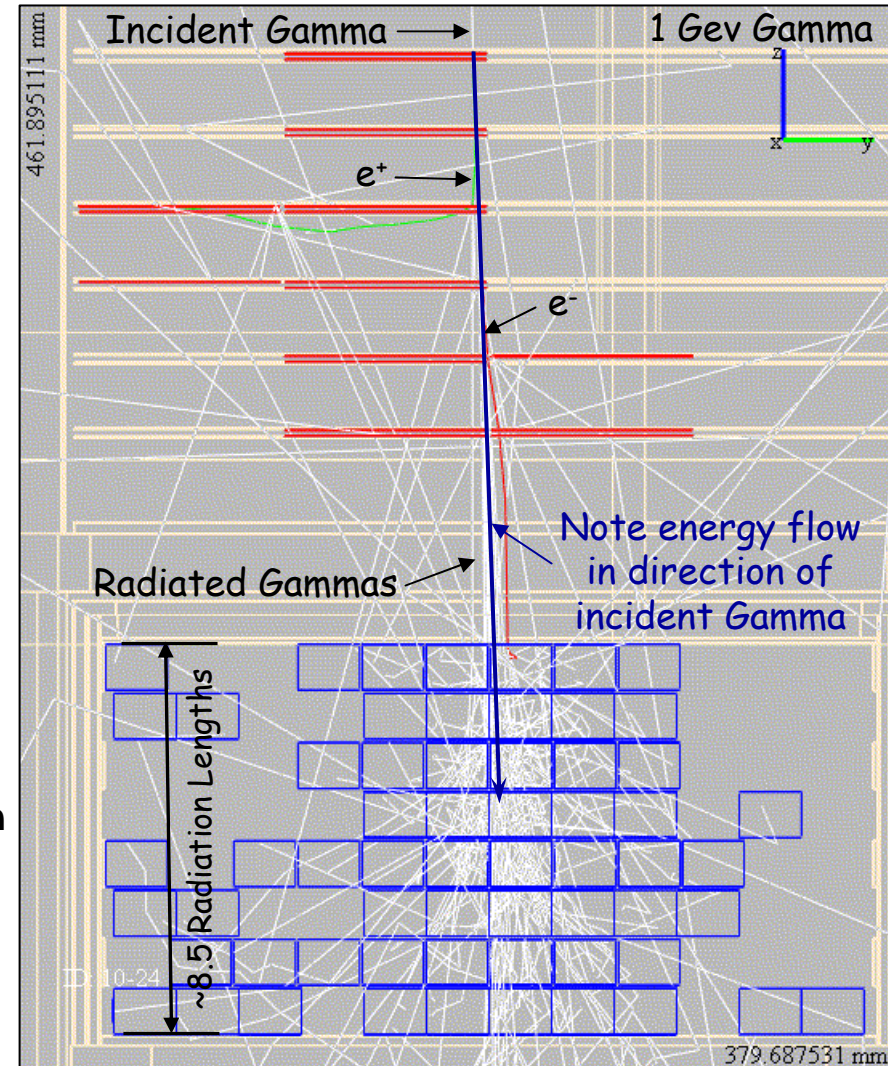 Incident Gamma
1 Gev Gamma
461.895111 mm
z
x
y
e⁺
e⁻
Note energy flow
in direction of
incident Gamma
Radiated Gammas
~8.5 Radiation Lengths
n
ID: 10-24
379.687531 mm